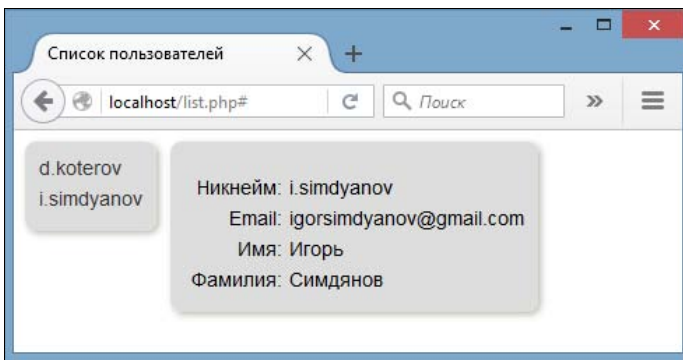 Список пользователей
localhost/list.php#
Поиск
d.koterov
i.simdyanov
Никнейм: i.simdyanov
Email: igorsimdyanov@gmail.com
Имя: Игорь
Фамилия: Симдянов